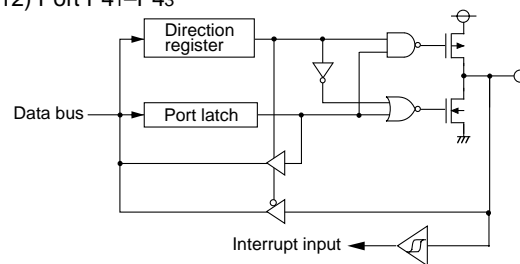 12) Port P41–P43
Direction
register
Port latch
Data bus
Interrupt input